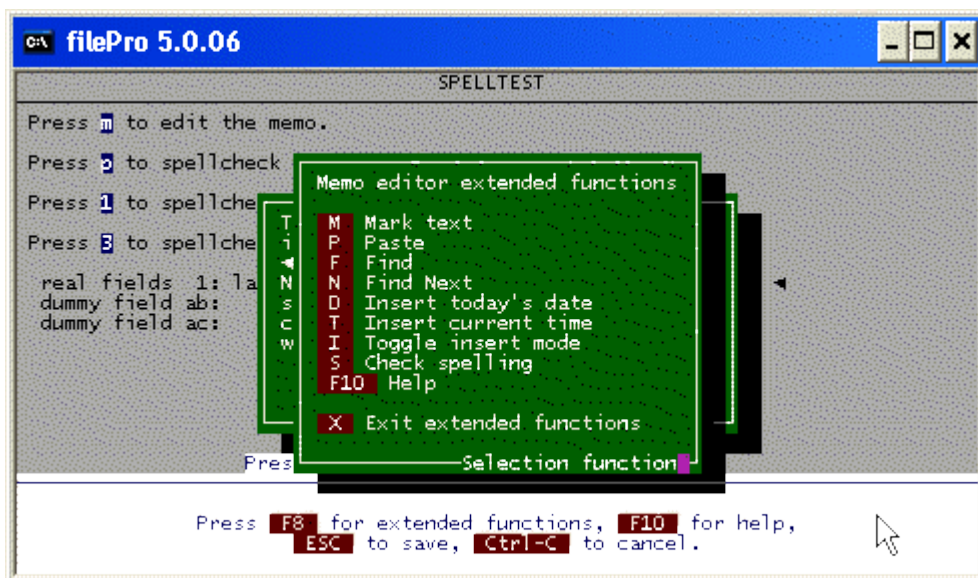 filePro 5.0.06
SPELLTEST
Press m to edit the memo.
Press p to spellcheck
Press 1 to spellche
Press 3 to spellche
real fields 1: la
dummy field ab:
dummy field ac:
T
i
N
s
c
w
Memo editor extended functions
M Mark text
P Paste
F Find
N Find Next
D Insert today's date
T Insert current time
I Toggle insert mode
S Check spelling
F10 Help
X Exit extended functions
Selection function
Pres
Press F8 for extended functions, F10 for help,
ESC to save, Ctrl-C to cancel.